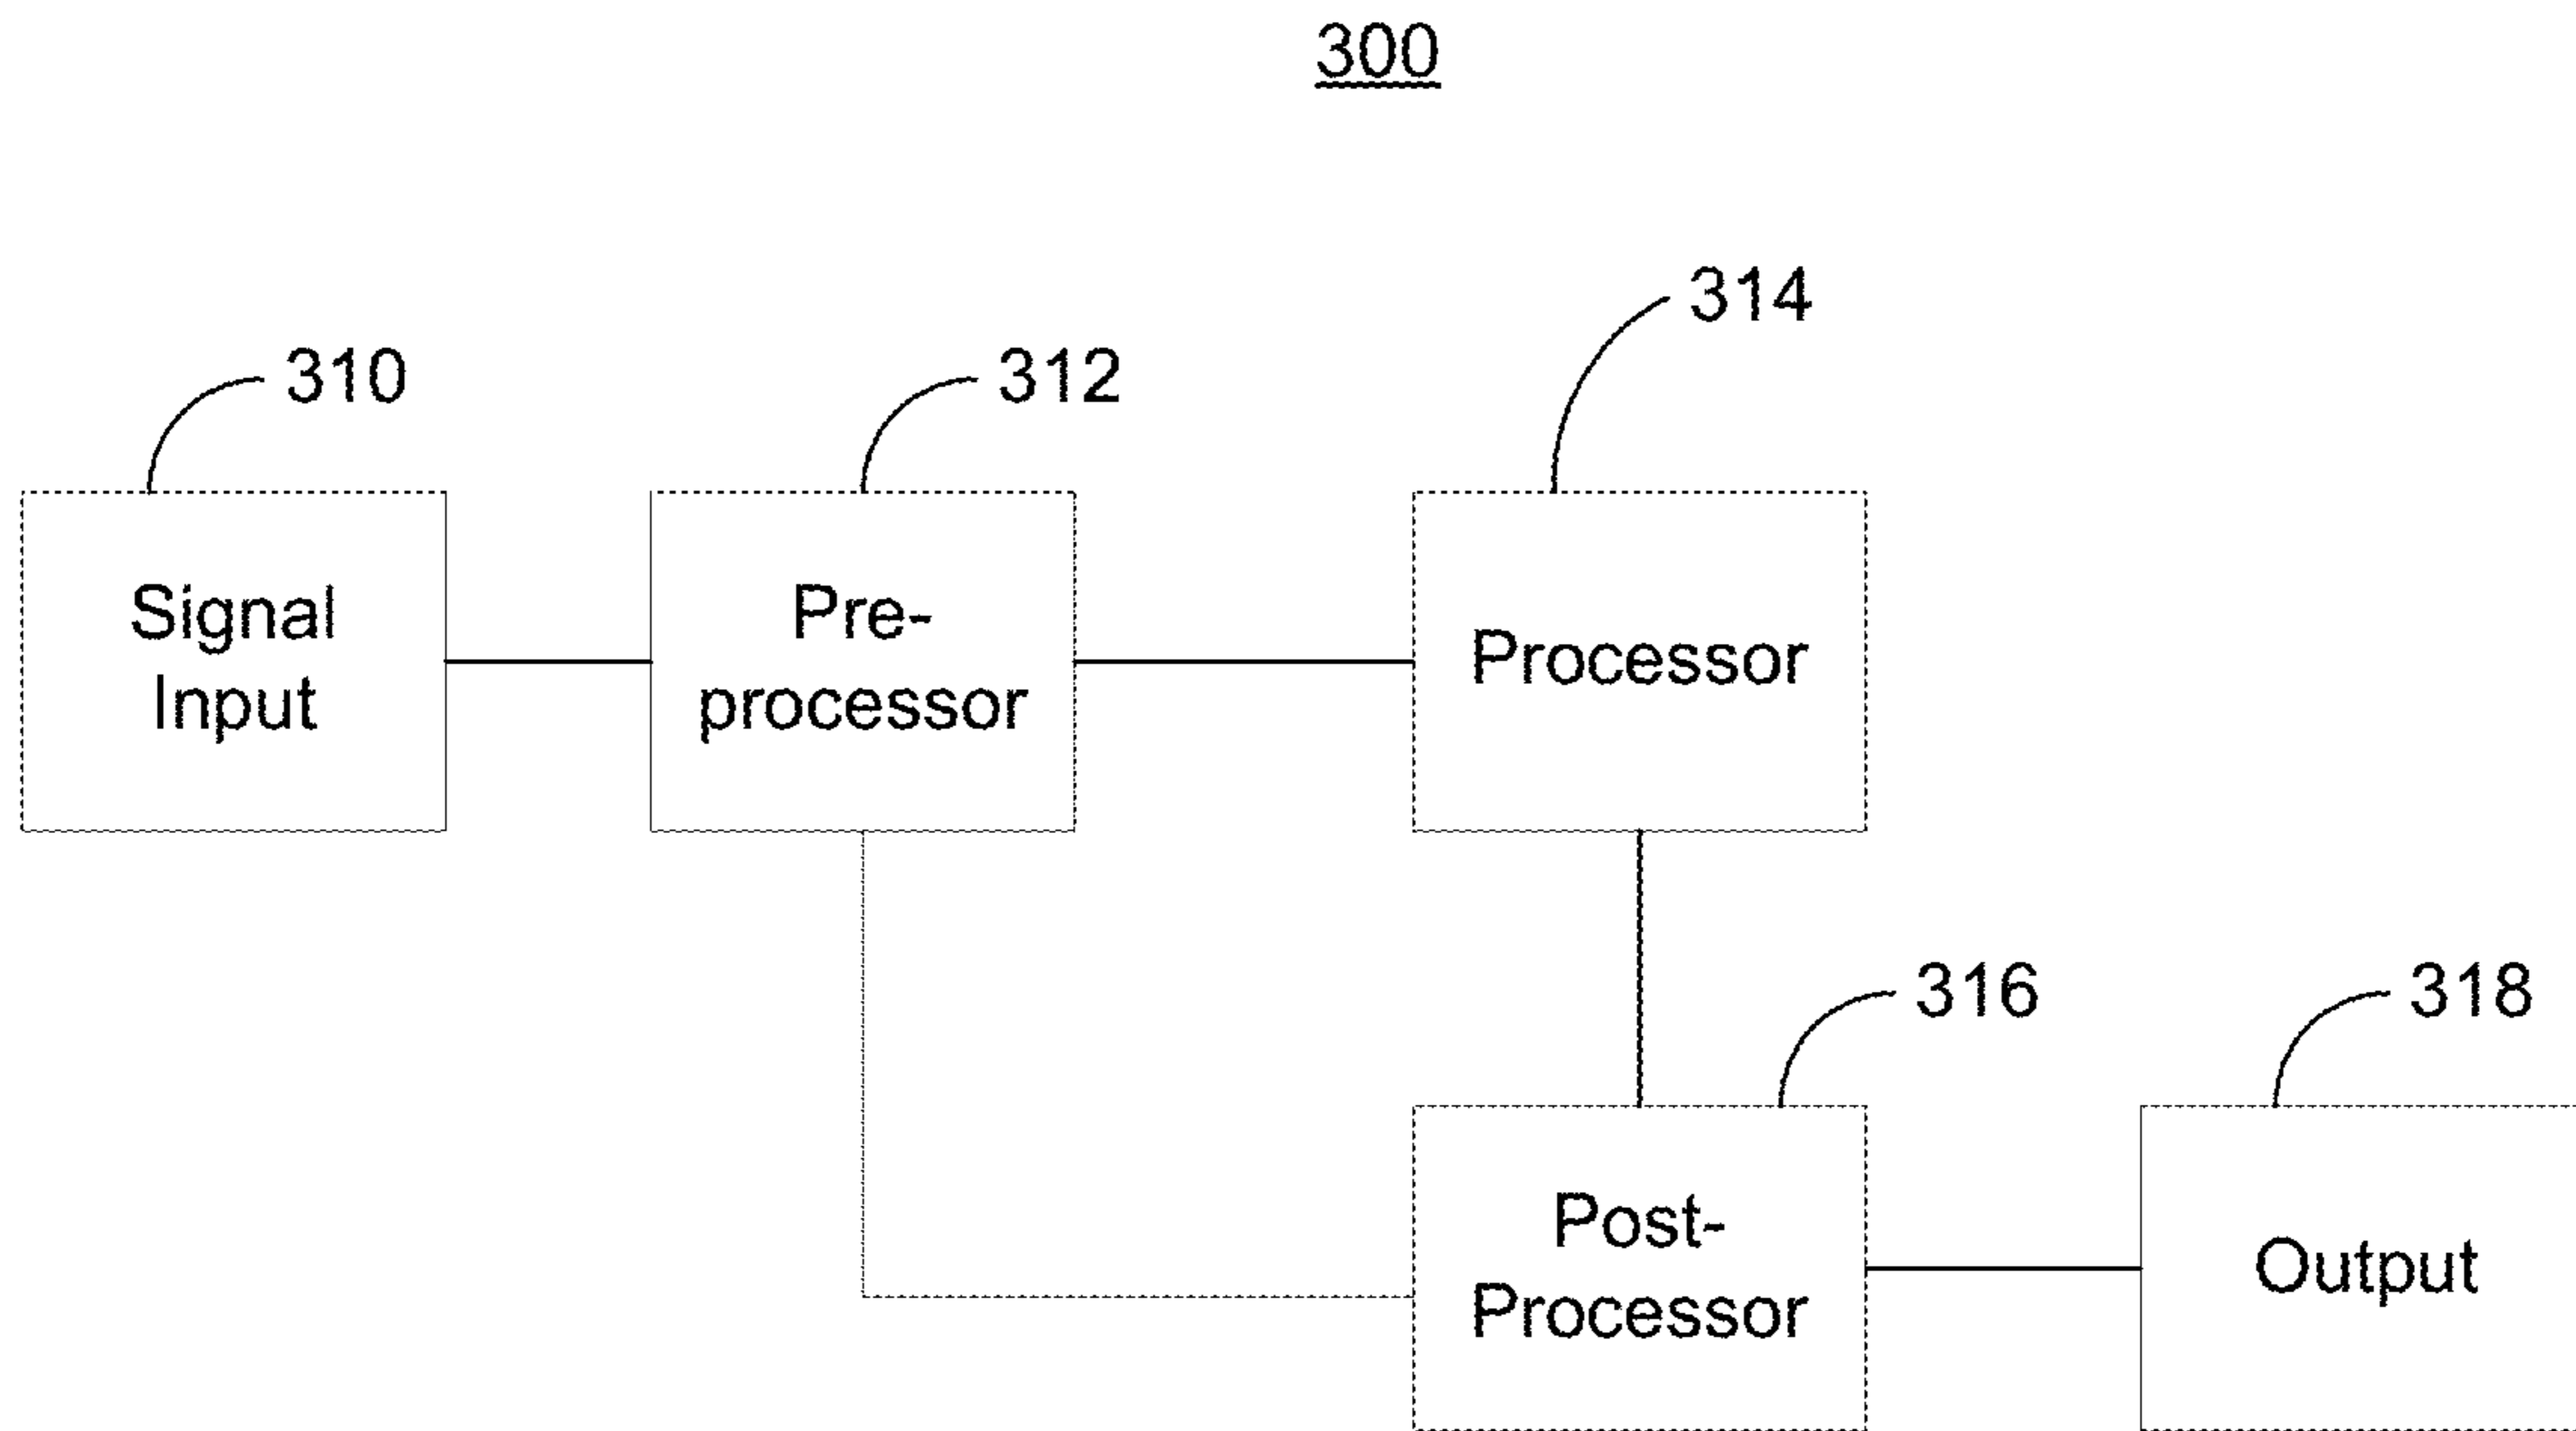 300
314
310
312
Signal
Input
Pre-
processor
Processor
316
318
Post-
Processor
Output